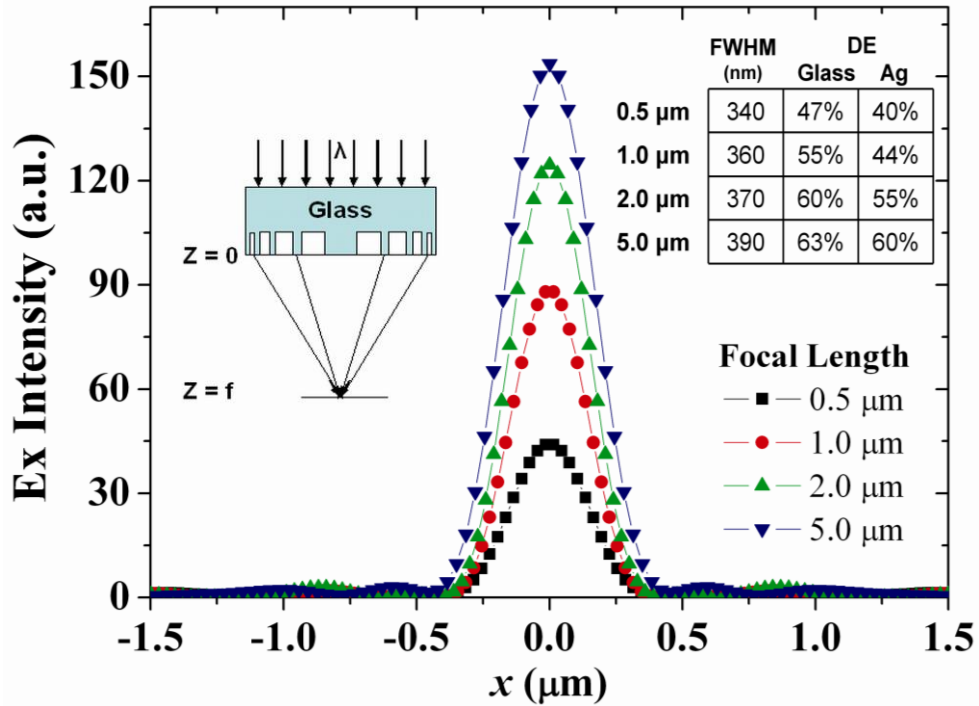 Ex Intensity (a.u.)
150
120
90
60
30
0
-1.5
-1.0
-0.5
0.0
0.5
1.0
1.5
x (μm)
λ
Glass
Z = 0
Z = f
FWHM DE
(nm) Glass Ag
0.5 μm 340 47% 40%
1.0 μm 360 55% 44%
2.0 μm 370 60% 55%
5.0 μm 390 63% 60%
Focal Length
0.5 μm
1.0 μm
2.0 μm
5.0 μm